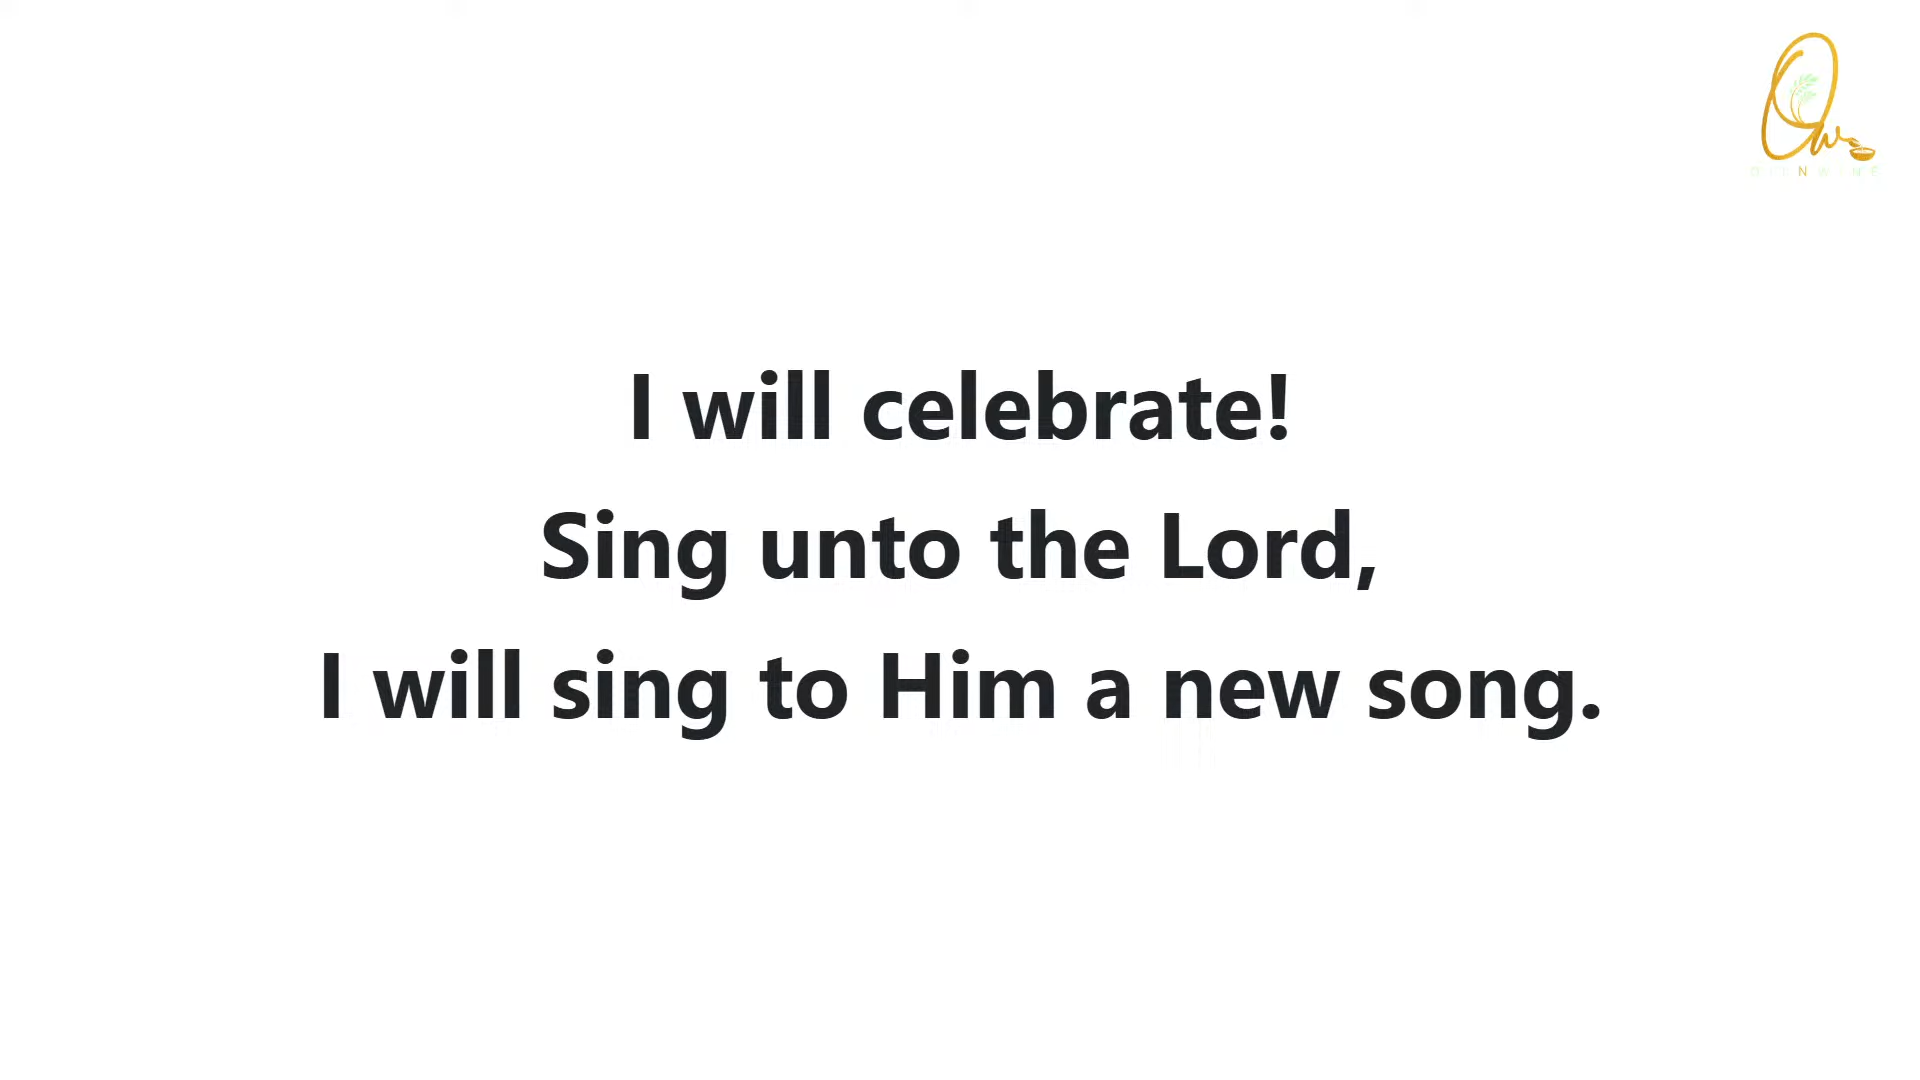 I will celebrate!
Sing unto the Lord,
I will sing to Him a new song.